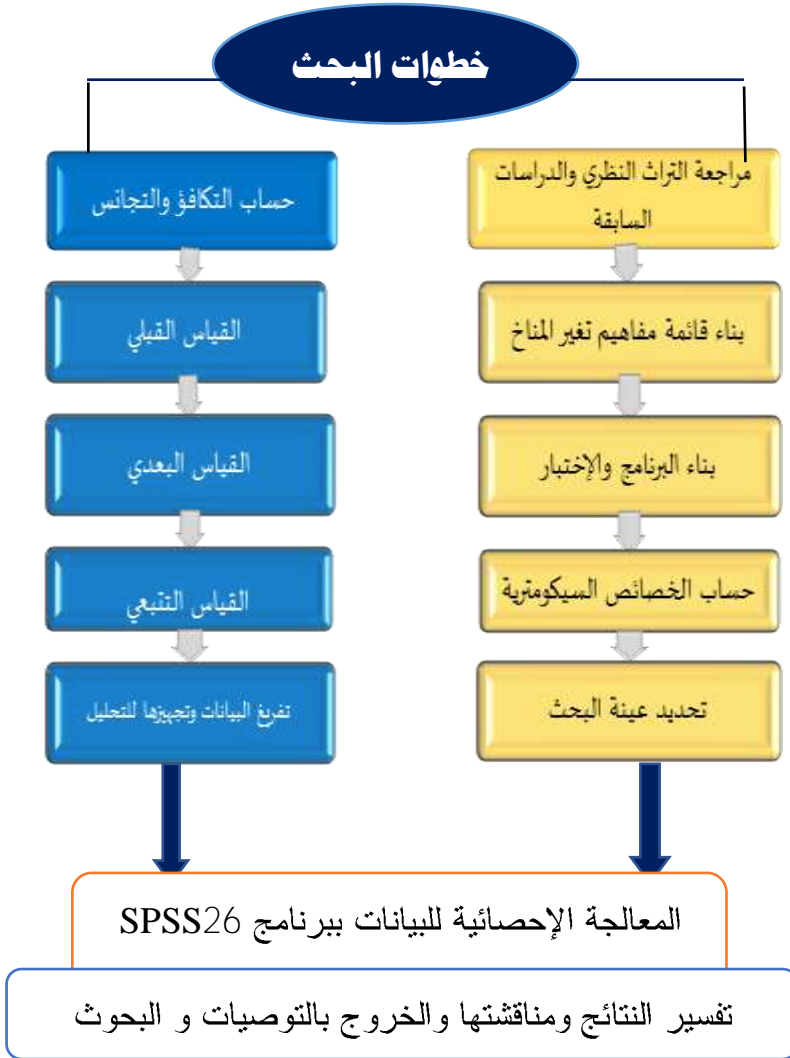 خطوات البحث
مراجعة التراث النظري والدراسات
السابقة
بناء قائمة مفاهيم تغير المناخ
بناء البرنامج والإختبار
حساب الخصائص السيكومترية
تحديد عينة البحث
حساب التكافؤ والتجانس
القياس القبلي
القياس البعدي
القياس التتبعي
تفريغ البيانات وتجهيزها للتحليل
المعالجة الإحصائية للبيانات ببرنامج SPSS26
تفسير النتائج ومناقشتها والخروج بالتوصيات و البحوث